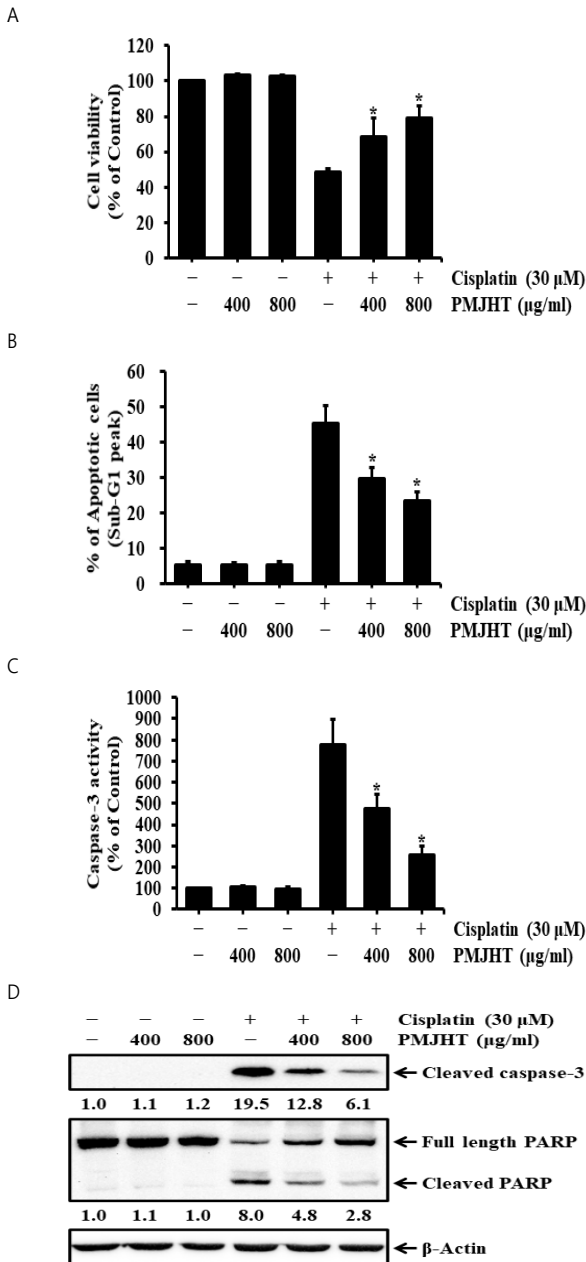 A
Cell viability
(% of Control)
120
100
80
60
40
20
0
* *
– – – + + + Cisplatin (30 µM)
– 400 800 – 400 800 PMJHT (µg/ml)
B
% of Apoptotic cells
(Sub-G1 peak)
60
50
40
30
20
10
0
* *
– – – + + + Cisplatin (30 µM)
– 400 800 – 400 800 PMJHT (µg/ml)
C
Caspase-3 activity
(% of Control)
1000
900
800
700
600
500
400
300
200
100
0
* *
– – – + + + Cisplatin (30 µM)
– 400 800 – 400 800 PMJHT (µg/ml)
D
– – – + + + Cisplatin (30 µM)
– 400 800 – 400 800 PMJHT (µg/ml)
Cleaved caspase-3
1.0 1.1 1.2 19.5 12.8 6.1
Full length PARP
Cleaved PARP
1.0 1.1 1.0 8.0 4.8 2.8
β-Actin